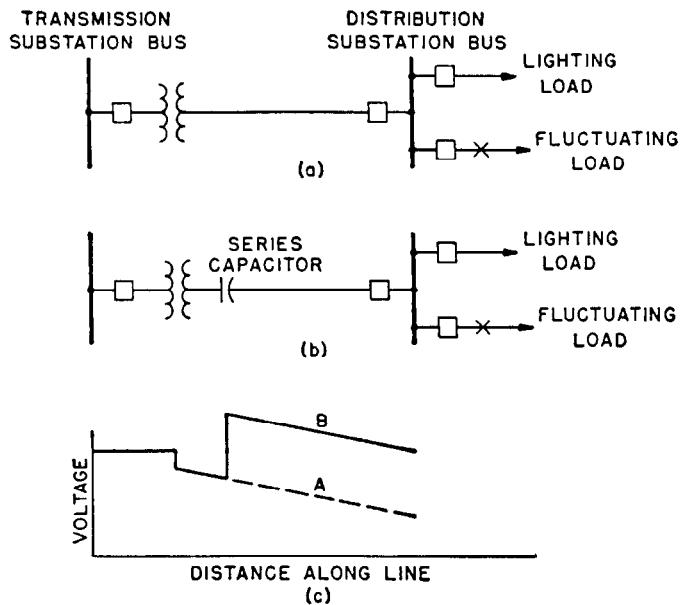 TRANSMISSION
SUBSTATION BUS
DISTRIBUTION
SUBSTATION BUS
LIGHTING
LOAD
FLUCTUATING
LOAD
(a)
SERIES
CAPACITOR
LIGHTING
LOAD
FLUCTUATING
LOAD
(b)
VOLTAGE
B
A
DISTANCE ALONG LINE
(c)